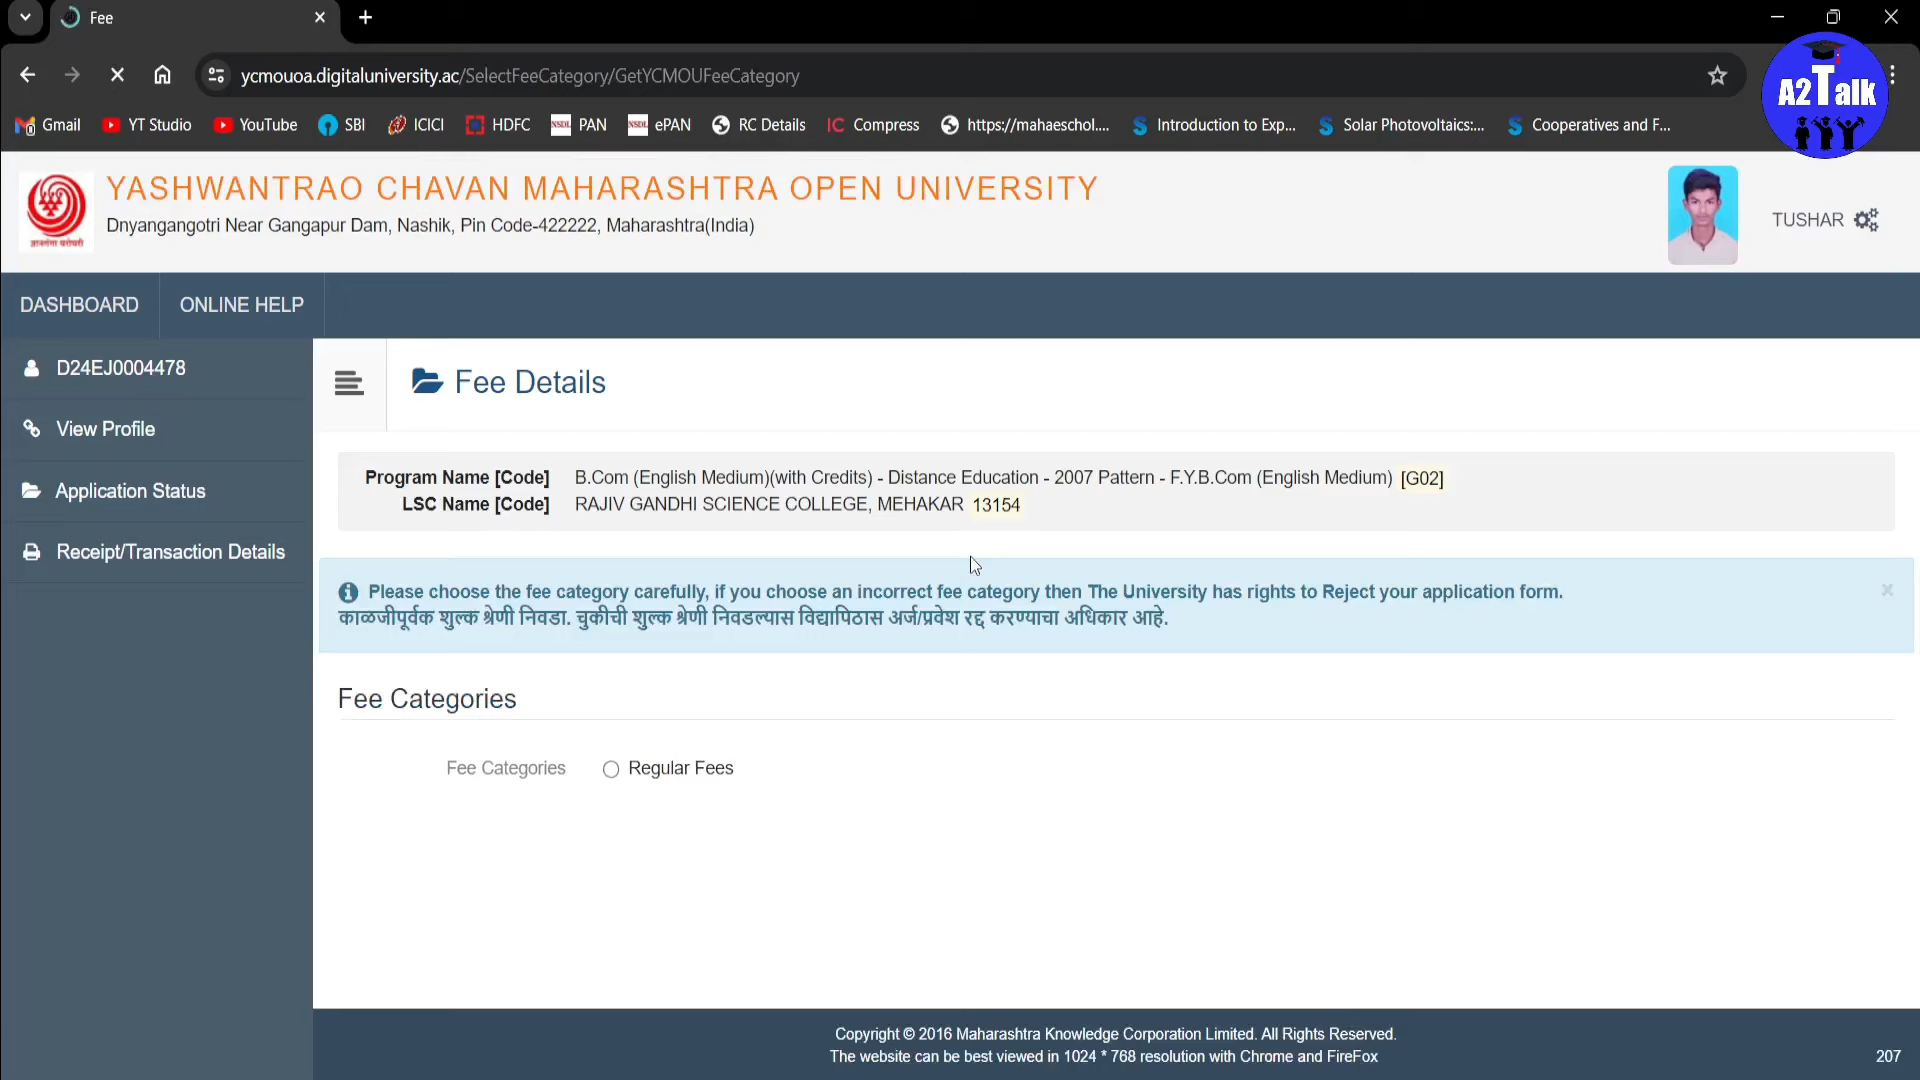 Fee
ycmouoa.digitaluniversity.ac/SelectFeeCategory/GetYCMOUFeeCategory
Gmail YT Studio YouTube SBI ICICI HDFC NSDL PAN NSDL ePAN RC Details IC Compress https://mahaeschol.... Introduction to Exp... Solar Photovoltaics:... Cooperatives and F...
A2Talk
YASHWANTRAO CHAVAN MAHARASHTRA OPEN UNIVERSITY
Dnyangangotri Near Gangapur Dam, Nashik, Pin Code-422222, Maharashtra(India)
TUSHAR
DASHBOARD ONLINE HELP
D24EJ0004478
View Profile
Application Status
Receipt/Transaction Details
Fee Details
Program Name [Code] B.Com (English Medium)(with Credits) - Distance Education - 2007 Pattern - F.Y.B.Com (English Medium) [G02]
LSC Name [Code] RAJIV GANDHI SCIENCE COLLEGE, MEHAKAR 13154
Please choose the fee category carefully, if you choose an incorrect fee category then The University has rights to Reject your application form.
काळजीपूर्वक शुल्क श्रेणी निवडा. चुकीची शुल्क श्रेणी निवडल्यास विद्यापिठास अर्ज/प्रवेश रद्द करण्याचा अधिकार आहे.
Fee Categories
Fee Categories Regular Fees
Copyright © 2016 Maharashtra Knowledge Corporation Limited. All Rights Reserved.
The website can be best viewed in 1024 * 768 resolution with Chrome and FireFox
207